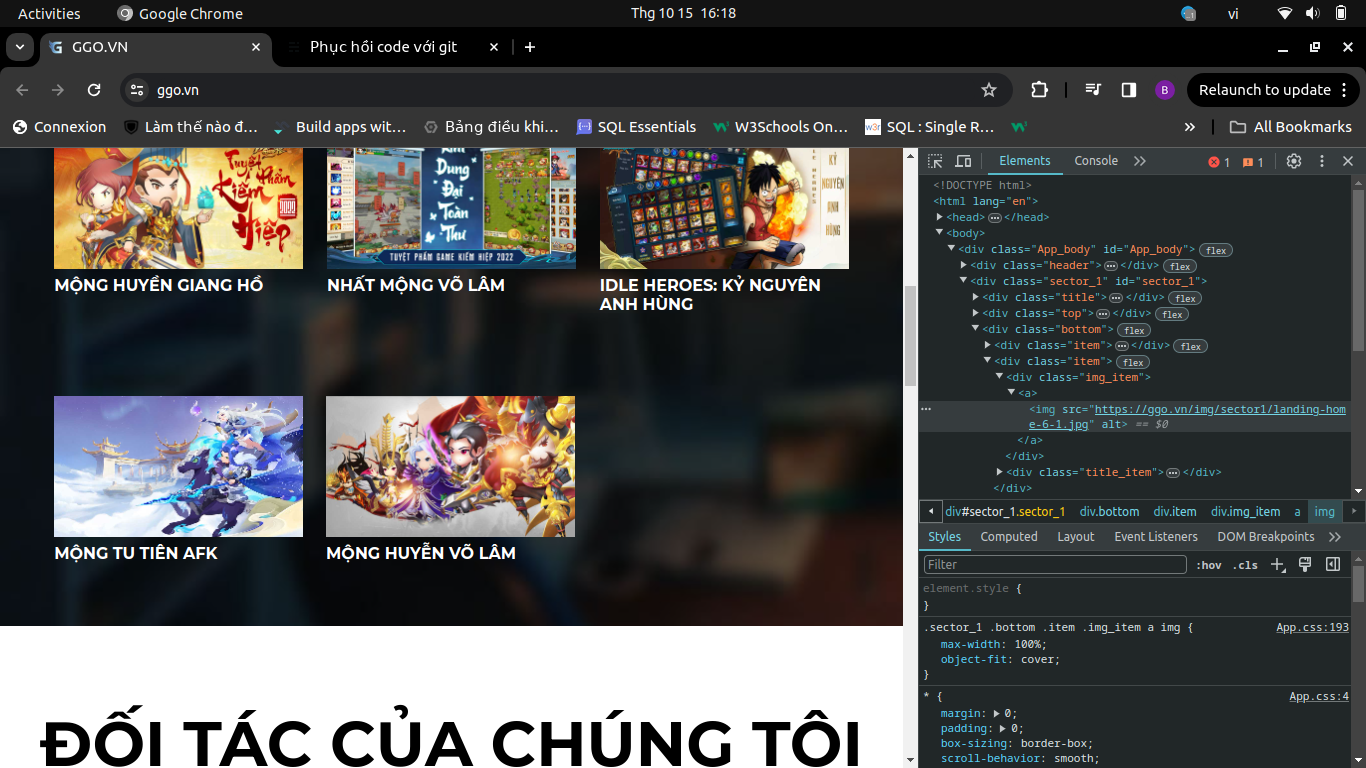 Activities Google Chrome Thg 10 15 16:18 vi
GGO.VN Phục hồi code với git
ggo.vn B Relaunch to update
Connexion Làm thế nào đ… Build apps wit… Bảng điều khi… SQL Essentials W3Schools On… SQL : Single R… » All Bookmarks
Tuyệt Phẩm
Kiếm
Hiệp
Dung
Đại
Toàn
Thư
TUYỆT PHẨM GAME KIẾM HIỆP 2022
KỶ
NGUYÊN
ANH
HÙNG
MỘNG HUYỀN GIANG HỒ
NHẤT MỘNG VÕ LÂM
IDLE HEROES: KỶ NGUYÊN
ANH HÙNG
MỘNG TU TIÊN AFK
MỘNG HUYỄN VÕ LÂM
ĐỐI TÁC CỦA CHÚNG TÔI
Elements Console » 1 1
<!DOCTYPE html>
<html lang="en">
<head>…</head>
<body>
<div class="App_body" id="App_body"> flex
<div class="header">…</div> flex
<div class="sector_1" id="sector_1">
<div class="title">…</div> flex
<div class="top">…</div> flex
<div class="bottom"> flex
<div class="item">…</div> flex
<div class="item"> flex
<div class="img_item">
<a>
… <img src="https://ggo.vn/img/sector1/landing-hom
e-6-1.jpg" alt> == $0
</a>
</div>
<div class="title_item">…</div>
</div>
div#sector_1.sector_1 div.bottom div.item div.img_item a img
Styles Computed Layout Event Listeners DOM Breakpoints »
Filter :hov .cls
element.style {
}
.sector_1 .bottom .item .img_item a img { App.css:193
max-width: 100%;
object-fit: cover;
}
* { App.css:4
margin: 0;
padding: 0;
box-sizing: border-box;
scroll-behavior: smooth;